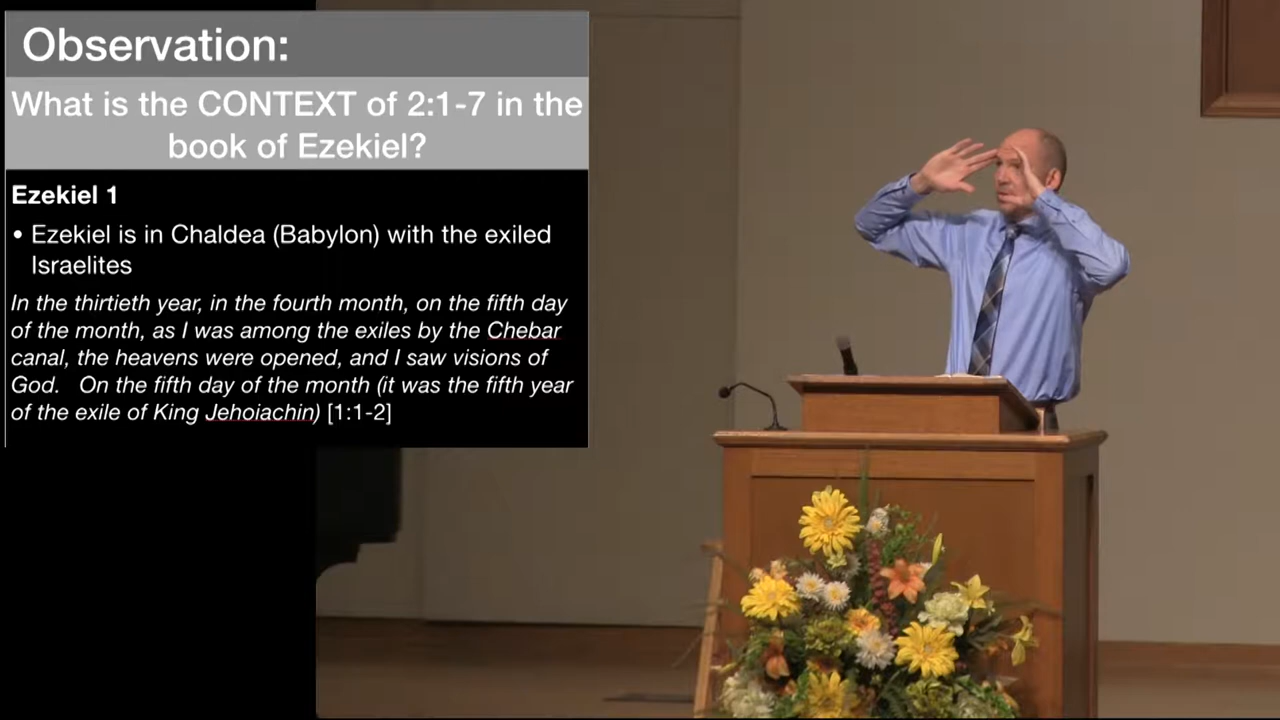 Observation:
What is the CONTEXT of 2:1-7 in the
book of Ezekiel?
Ezekiel 1
• Ezekiel is in Chaldea (Babylon) with the exiled
Israelites
In the thirtieth year, in the fourth month, on the fifth day
of the month, as I was among the exiles by the Chebar
canal, the heavens were opened, and I saw visions of
God. On the fifth day of the month (it was the fifth year
of the exile of King Jehoiachin) [1:1-2]